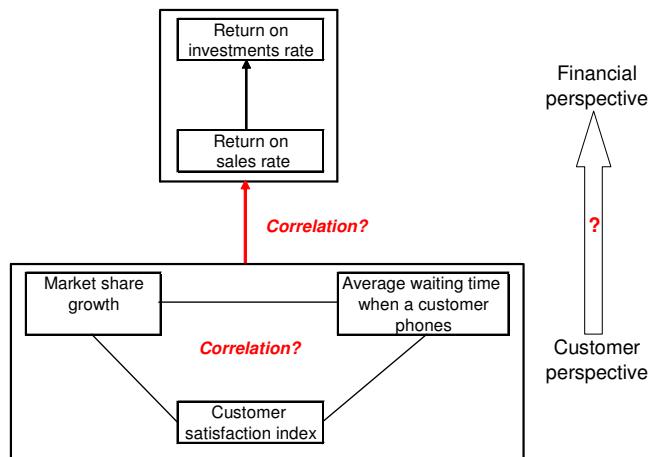 Return on
investments rate
Financial
perspective
Return on
sales rate
Correlation?
?
Market share
growth
Average waiting time
when a customer
phones
Correlation?
Customer
perspective
Customer
satisfaction index